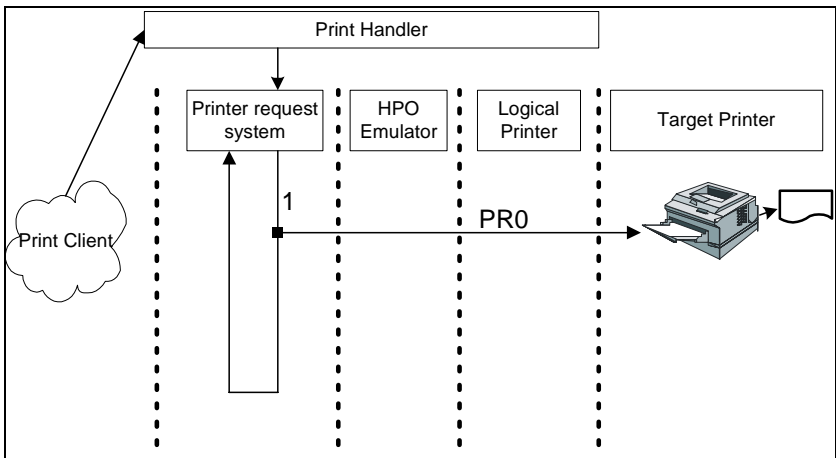 Print Handler
Printer request
system
HPO
Emulator
Logical
Printer
Target Printer
Print Client
1
PR0